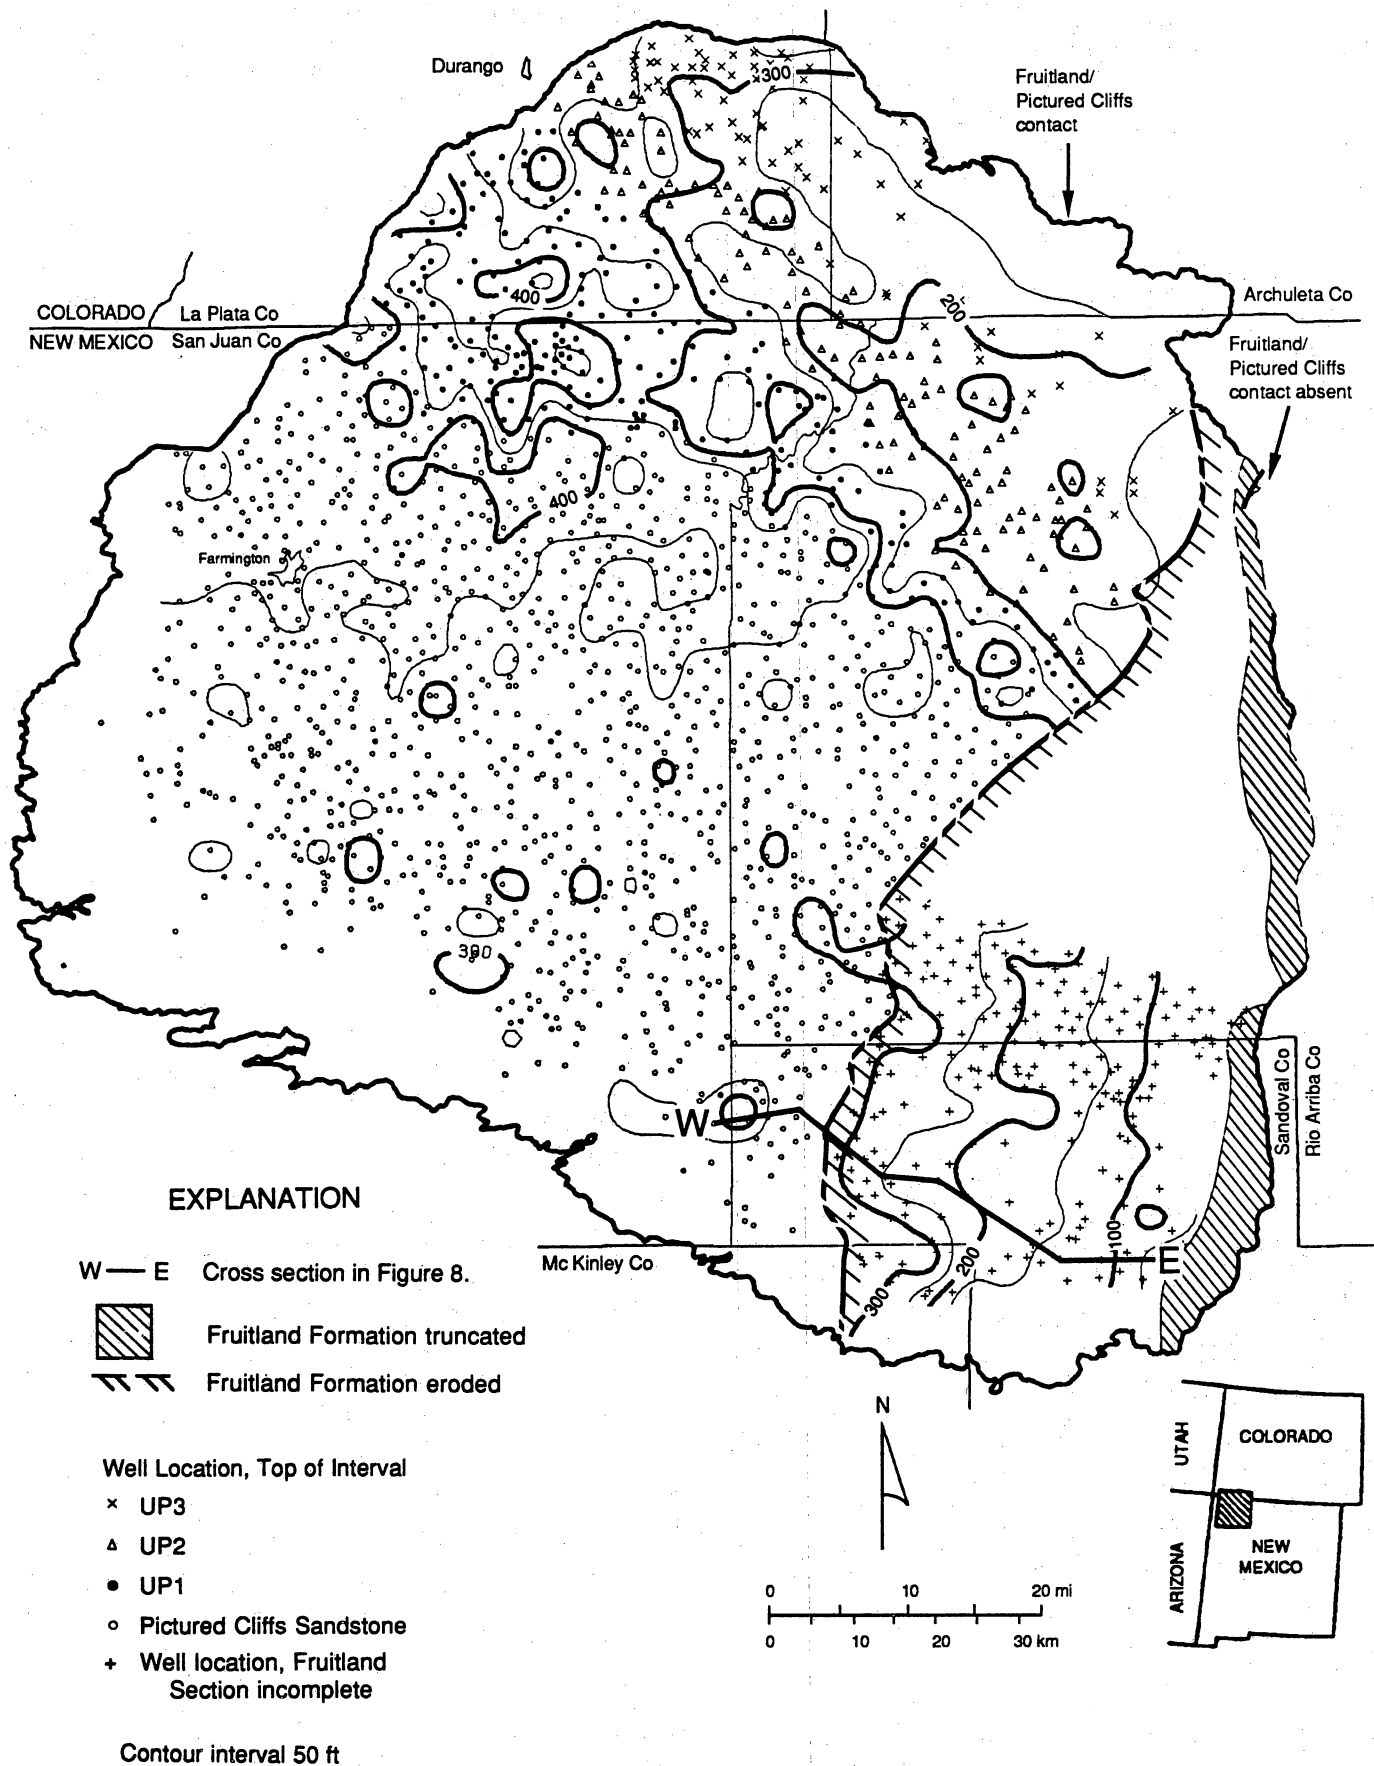 Durango
300
Fruitland/
Pictured Cliffs
contact
COLORADO
La Plata Co
NEW MEXICO
San Juan Co
400
200
Archuleta Co
Fruitland/
Pictured Cliffs
contact absent
400
Farmington
300
W
Sandoval Co
Rio Arriba Co
Mc Kinley Co
300
200
100
E
EXPLANATION
W — E Cross section in Figure 8.
Fruitland Formation truncated
Fruitland Formation eroded
Well Location, Top of Interval
× UP3
△ UP2
● UP1
○ Pictured Cliffs Sandstone
+ Well location, Fruitland
Section incomplete
Contour interval 50 ft
N
0 10 20 mi
0 10 20 30 km
UTAH
COLORADO
ARIZONA
NEW
MEXICO